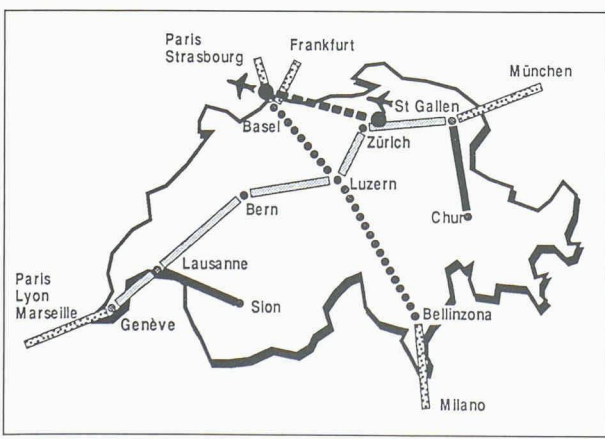 Paris
Strasbourg
Frankfurt
München
St Gallen
Basel
Zürich
Luzern
Bern
Chur
Lausanne
Paris
Lyon
Marseille
Genève
Sion
Bellinzona
Milano